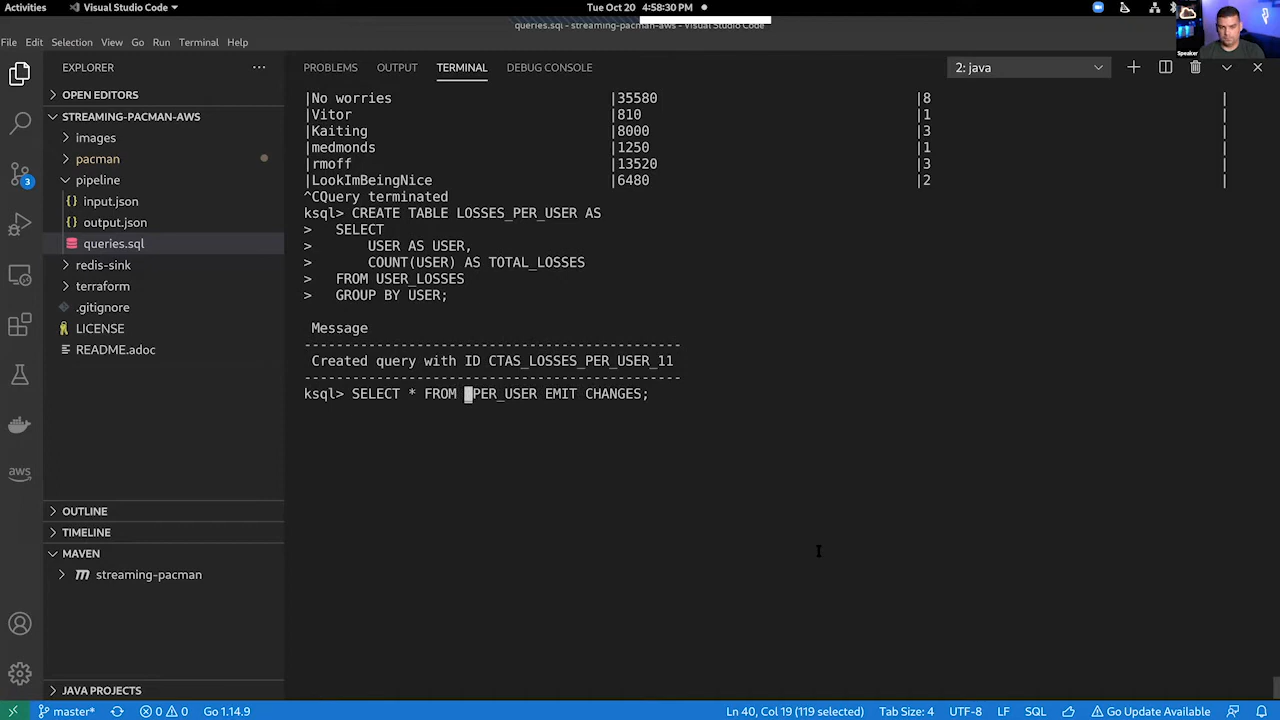 Activities
Visual Studio Code
Tue Oct 20 4:58:30 PM
queries.sql - streaming-pacman-aws - Visual Studio Code
File Edit Selection View Go Run Terminal Help
Speaker
EXPLORER
PROBLEMS OUTPUT TERMINAL DEBUG CONSOLE
2: java
OPEN EDITORS
STREAMING-PACMAN-AWS
images
pacman
pipeline
input.json
output.json
queries.sql
redis-sink
terraform
.gitignore
LICENSE
README.adoc
3
aws
OUTLINE
TIMELINE
MAVEN
streaming-pacman
JAVA PROJECTS
|No worries |35580 |8 |
|Vitor |810 |1 |
|Kaiting |8000 |3 |
|medmonds |1250 |1 |
|rmoff |13520 |3 |
|LookImBeingNice |6480 |2 |
^CQuery terminated
ksql> CREATE TABLE LOSSES_PER_USER AS
> SELECT
> USER AS USER,
> COUNT(USER) AS TOTAL_LOSSES
> FROM USER_LOSSES
> GROUP BY USER;
Message
-----------------------------------------------
Created query with ID CTAS_LOSSES_PER_USER_11
-----------------------------------------------
ksql> SELECT * FROM PER_USER EMIT CHANGES;
master* 0 0 Go 1.14.9 Ln 40, Col 19 (119 selected) Tab Size: 4 UTF-8 LF SQL Go Update Available